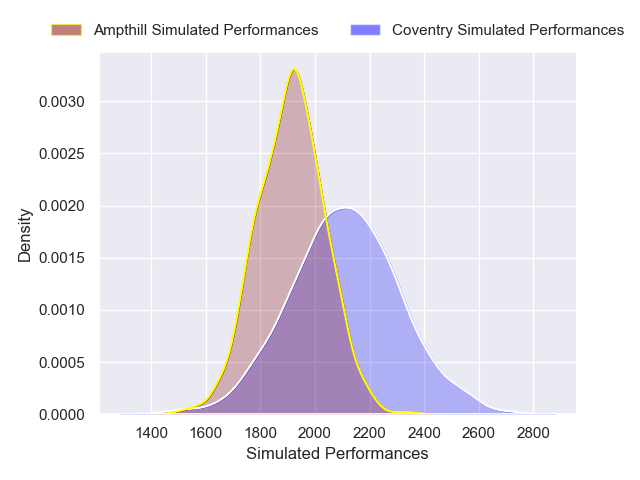 Ampthill Simulated Performances Coventry Simulated Performances
0.0030
0.0025
0.0020
0.0015
0.0010
0.0005
0.0000
Density
1400 1600 1800 2000 2200 2400 2600 2800
Simulated Performances